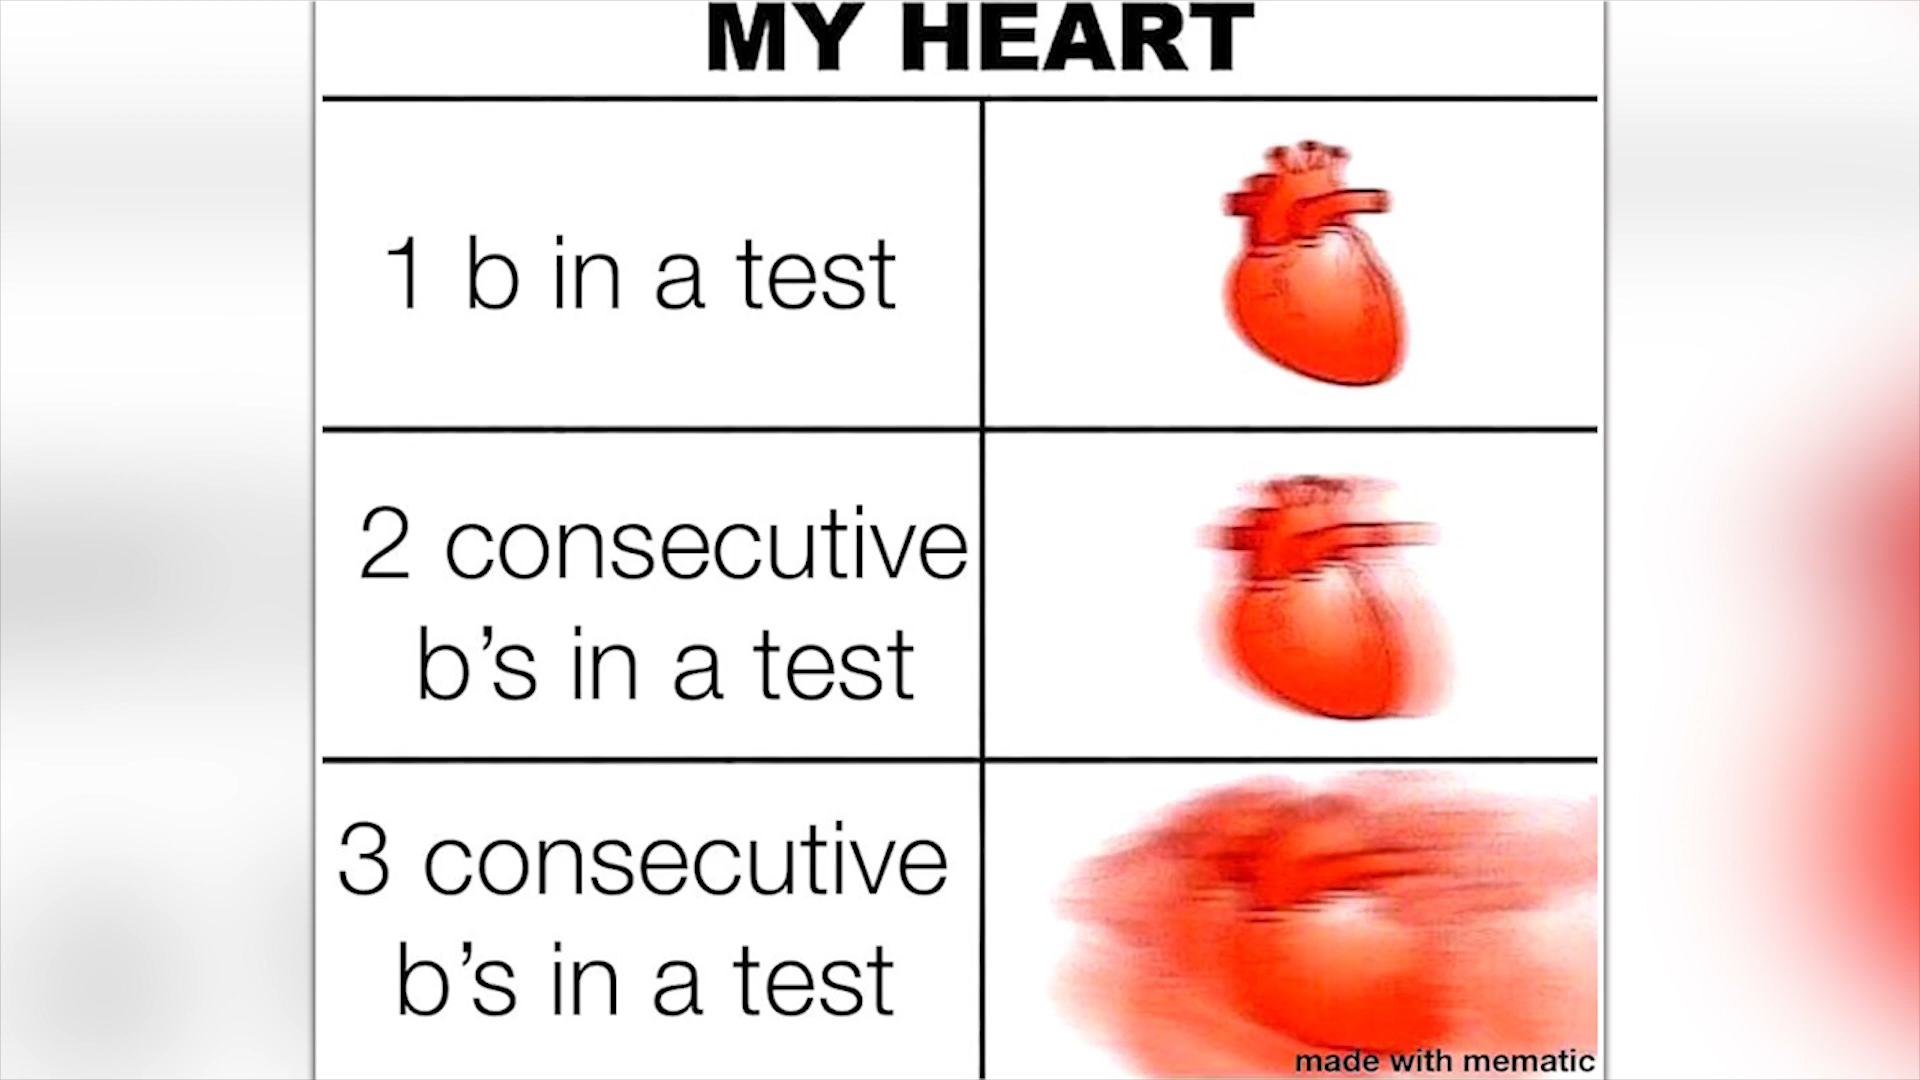 MY HEART
1 b in a test
2 consecutive
b’s in a test
3 consecutive
b’s in a test
made with mematic